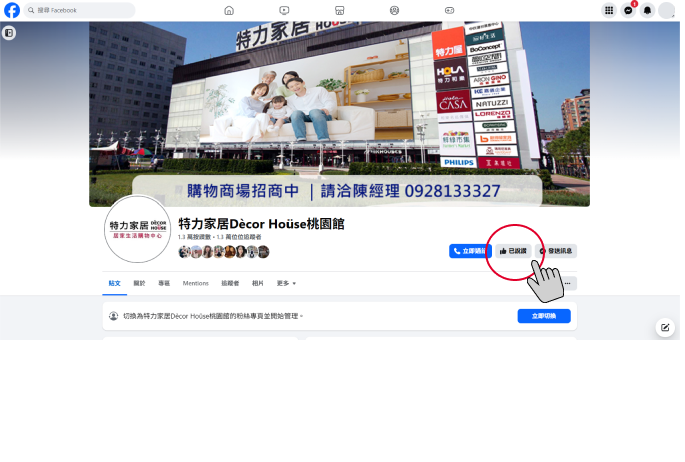 搜尋 Facebook
特力家居 DÈCOR HOÜSE
特力屋
BoConcept
HOLA
特力和樂
ABON GINO
KE
CASA
NATUZZI
LORENZO
PHILIPS
購物商場招商中 | 請洽陳經理 0928133327
特力家居 DÈCOR HOÜSE
居家生活購物中心
特力家居Dècor Hoüse桃園館
1.3 萬按讚數 • 1.3 萬位追蹤者
立即購 已說讚 發送訊息
貼文 關於 專區 Mentions 追蹤者 相片 更多
切換為特力家居Dècor Hoüse桃園館的粉絲專頁並開始管理。
立即切換